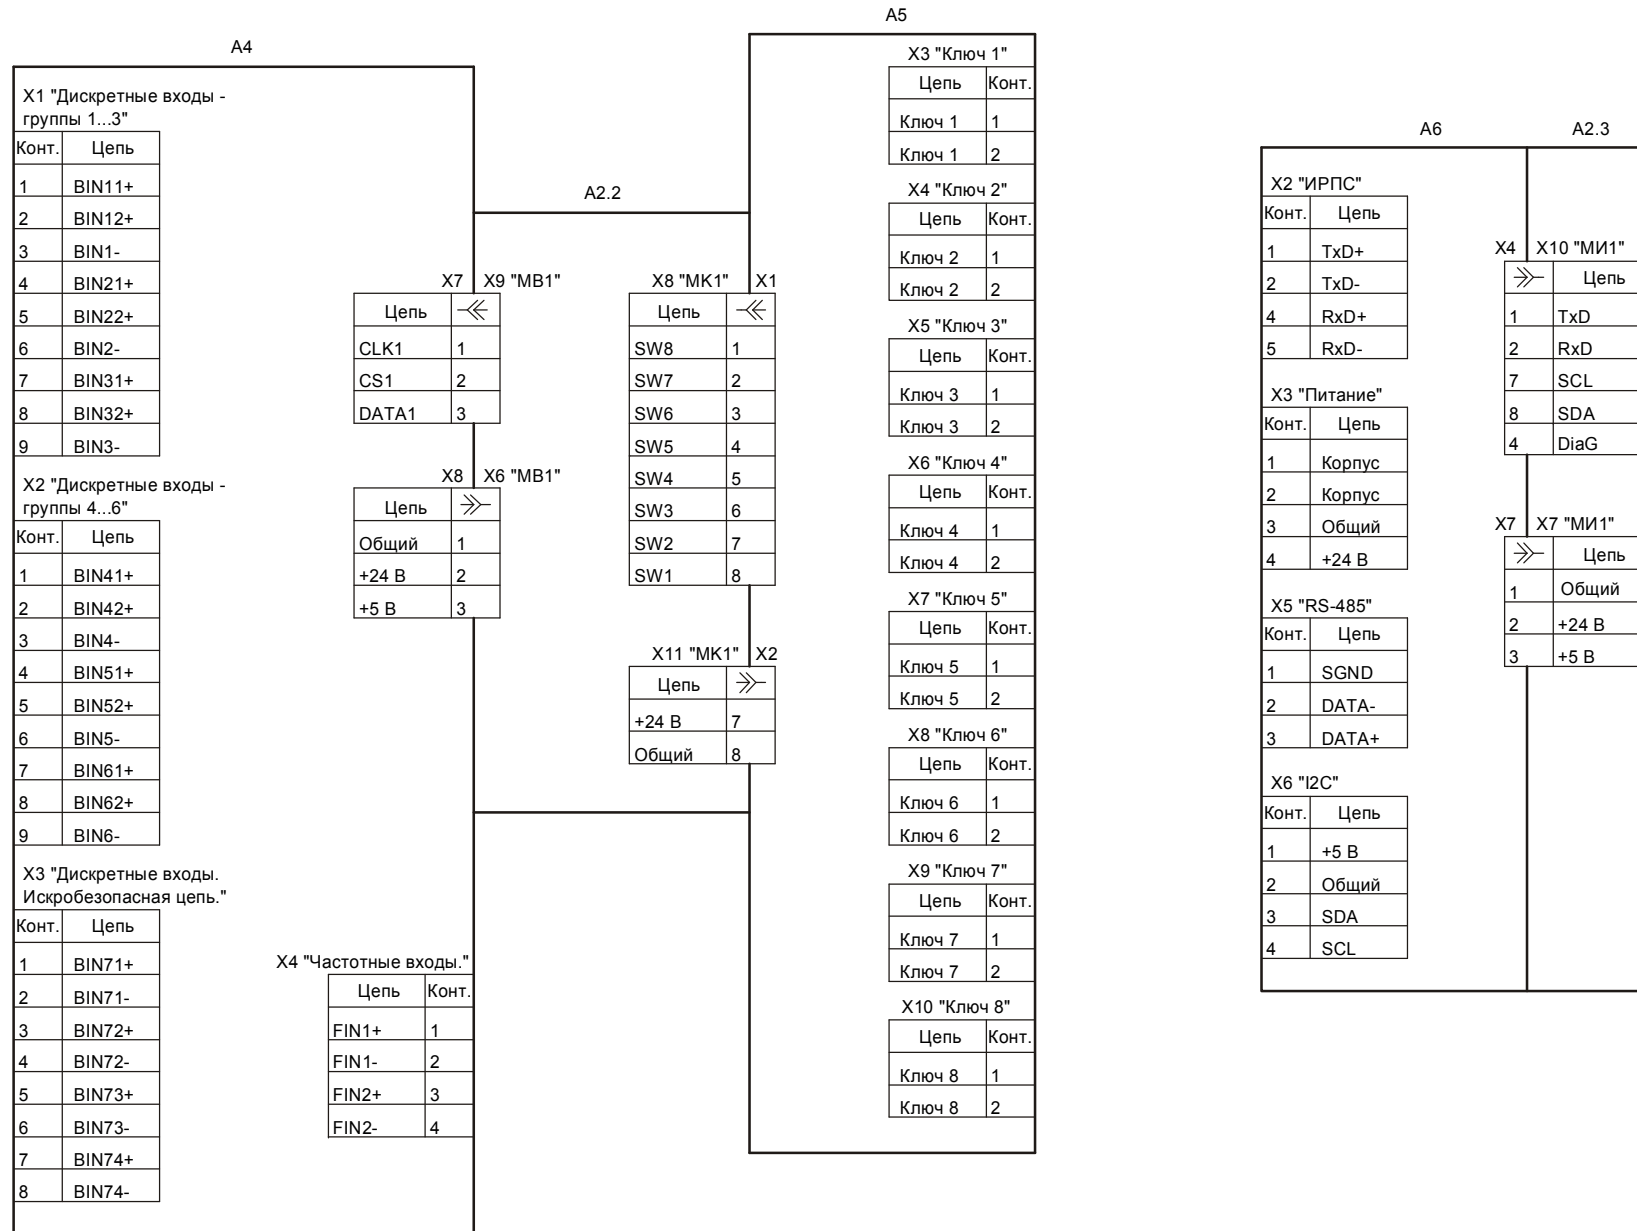 A4
X1 "Дискретные входы -
группы 1...3"
Конт. Цепь
1 BIN11+
2 BIN12+
3 BIN1-
4 BIN21+
5 BIN22+
6 BIN2-
7 BIN31+
8 BIN32+
9 BIN3-
X2 "Дискретные входы -
группы 4...6"
Конт. Цепь
1 BIN41+
2 BIN42+
3 BIN4-
4 BIN51+
5 BIN52+
6 BIN5-
7 BIN61+
8 BIN62+
9 BIN6-
X3 "Дискретные входы.
Искробезопасная цепь."
Конт. Цепь
1 BIN71+
2 BIN71-
3 BIN72+
4 BIN72-
5 BIN73+
6 BIN73-
7 BIN74+
8 BIN74-
X7 X9 "МВ1"
Цепь
CLK1 1
CS1 2
DATA1 3
X8 X6 "МВ1"
Цепь
Общий 1
+24 В 2
+5 В 3
X4 "Частотные входы."
Цепь Конт.
FIN1+ 1
FIN1- 2
FIN2+ 3
FIN2- 4
A2.2
X8 "МК1" X1
Цепь
SW8 1
SW7 2
SW6 3
SW5 4
SW4 5
SW3 6
SW2 7
SW1 8
X11 "МК1" X2
Цепь
+24 В 7
Общий 8
A5
X3 "Ключ 1"
Цепь Конт.
Ключ 1 1
Ключ 1 2
X4 "Ключ 2"
Цепь Конт.
Ключ 2 1
Ключ 2 2
X5 "Ключ 3"
Цепь Конт.
Ключ 3 1
Ключ 3 2
X6 "Ключ 4"
Цепь Конт.
Ключ 4 1
Ключ 4 2
X7 "Ключ 5"
Цепь Конт.
Ключ 5 1
Ключ 5 2
X8 "Ключ 6"
Цепь Конт.
Ключ 6 1
Ключ 6 2
X9 "Ключ 7"
Цепь Конт.
Ключ 7 1
Ключ 7 2
X10 "Ключ 8"
Цепь Конт.
Ключ 8 1
Ключ 8 2
A6
X2 "ИРПС"
Конт. Цепь
1 TxD+
2 TxD-
4 RxD+
5 RxD-
X3 "Питание"
Конт. Цепь
1 Корпус
2 Корпус
3 Общий
4 +24 В
X5 "RS-485"
Конт. Цепь
1 SGND
2 DATA-
3 DATA+
X6 "I2C"
Конт. Цепь
1 +5 В
2 Общий
3 SDA
4 SCL
A2.3
X4 X10 "МИ1"
Цепь
1 TxD
2 RxD
7 SCL
8 SDA
4 DiaG
X7 X7 "МИ1"
Цепь
1 Общий
2 +24 В
3 +5 В